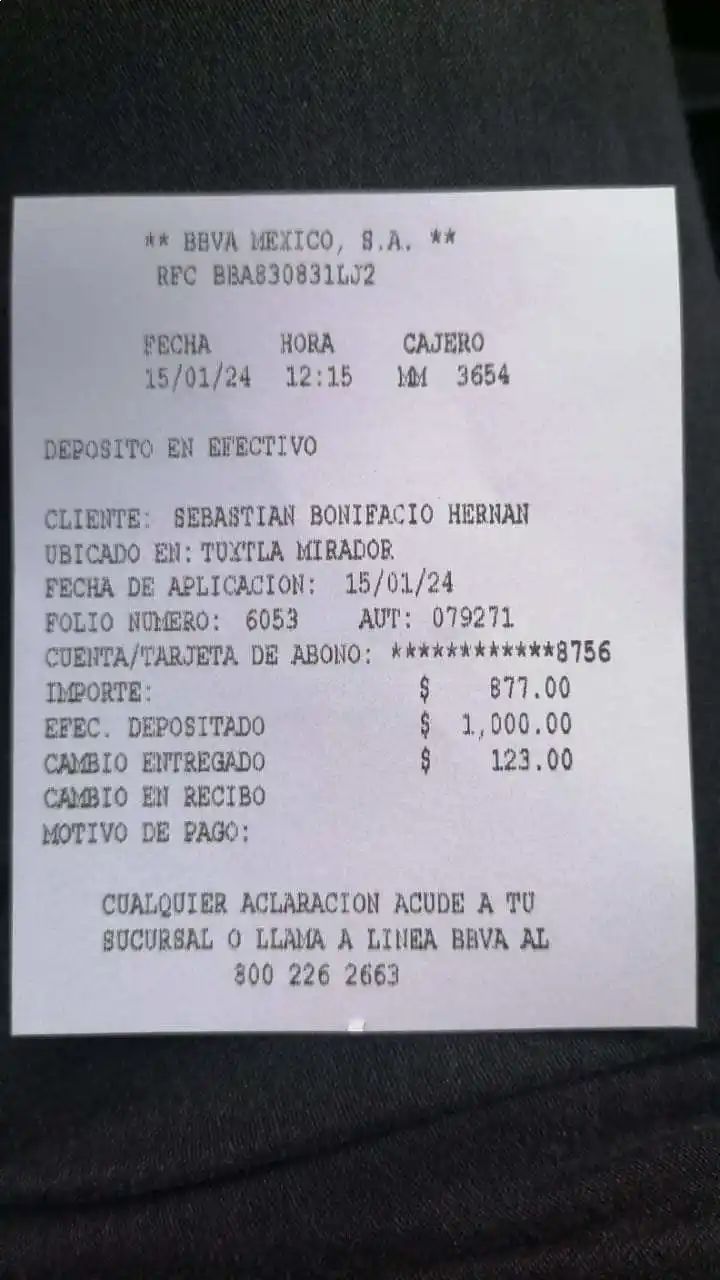 ** BBVA MEXICO, S.A. **
RFC BBA830831LJ2
FECHA HORA CAJERO
15/01/24 12:15 MM 3654
DEPOSITO EN EFECTIVO
CLIENTE: SEBASTIAN BONIFACIO HERNAN
UBICADO EN: TUXTLA MIRADOR
FECHA DE APLICACION: 15/01/24
FOLIO NUMERO: 6053 AUT: 079271
CUENTA/TARJETA DE ABONO: ************8756
IMPORTE: $ 877.00
EFEC. DEPOSITADO $ 1,000.00
CAMBIO ENTREGADO $ 123.00
CAMBIO EN RECIBO
MOTIVO DE PAGO:
CUALQUIER ACLARACION ACUDE A TU
SUCURSAL O LLAMA A LINEA BBVA AL
800 226 2663